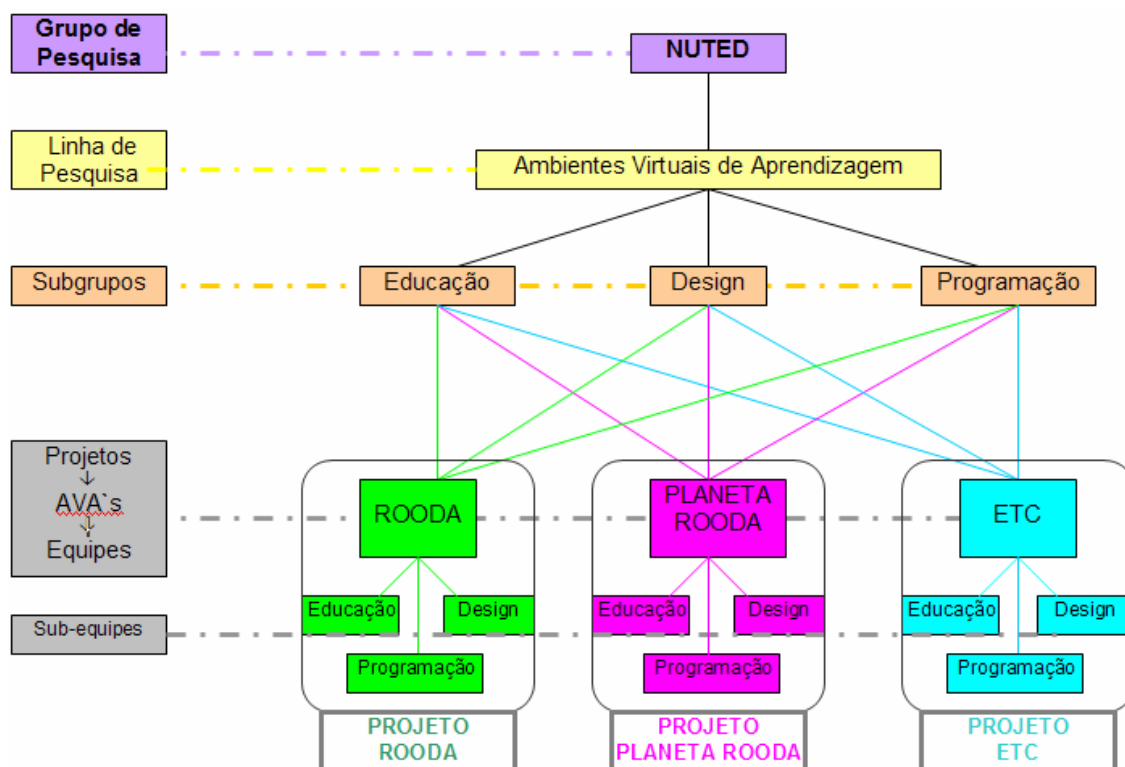 Grupo de
Pesquisa
NUTED
Linha de
Pesquisa
Ambientes Virtuais de Aprendizagem
Subgrupos
Educação
Design
Programação
Projetos
↓
AVA`s
↓
Equipes
ROODA
PLANETA
ROODA
ETC
Sub-equipes
Educação
Design
Programação
Educação
Design
Programação
Educação
Design
Programação
PROJETO
ROODA
PROJETO
PLANETA ROODA
PROJETO
ETC